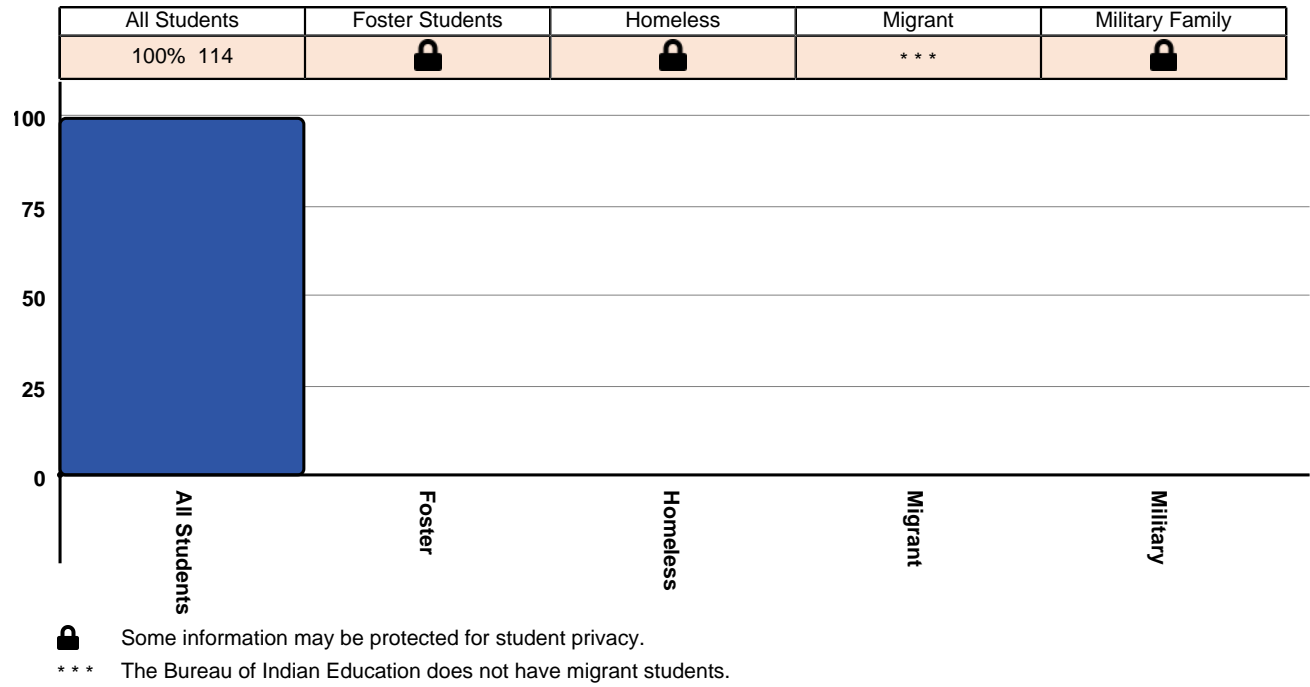 All Students Foster Students Homeless Migrant Military Family
100% 114 * * *
100
75
50
25
0
All Students
Foster
Homeless
Migrant
Military
Some information may be protected for student privacy.
* * * The Bureau of Indian Education does not have migrant students.